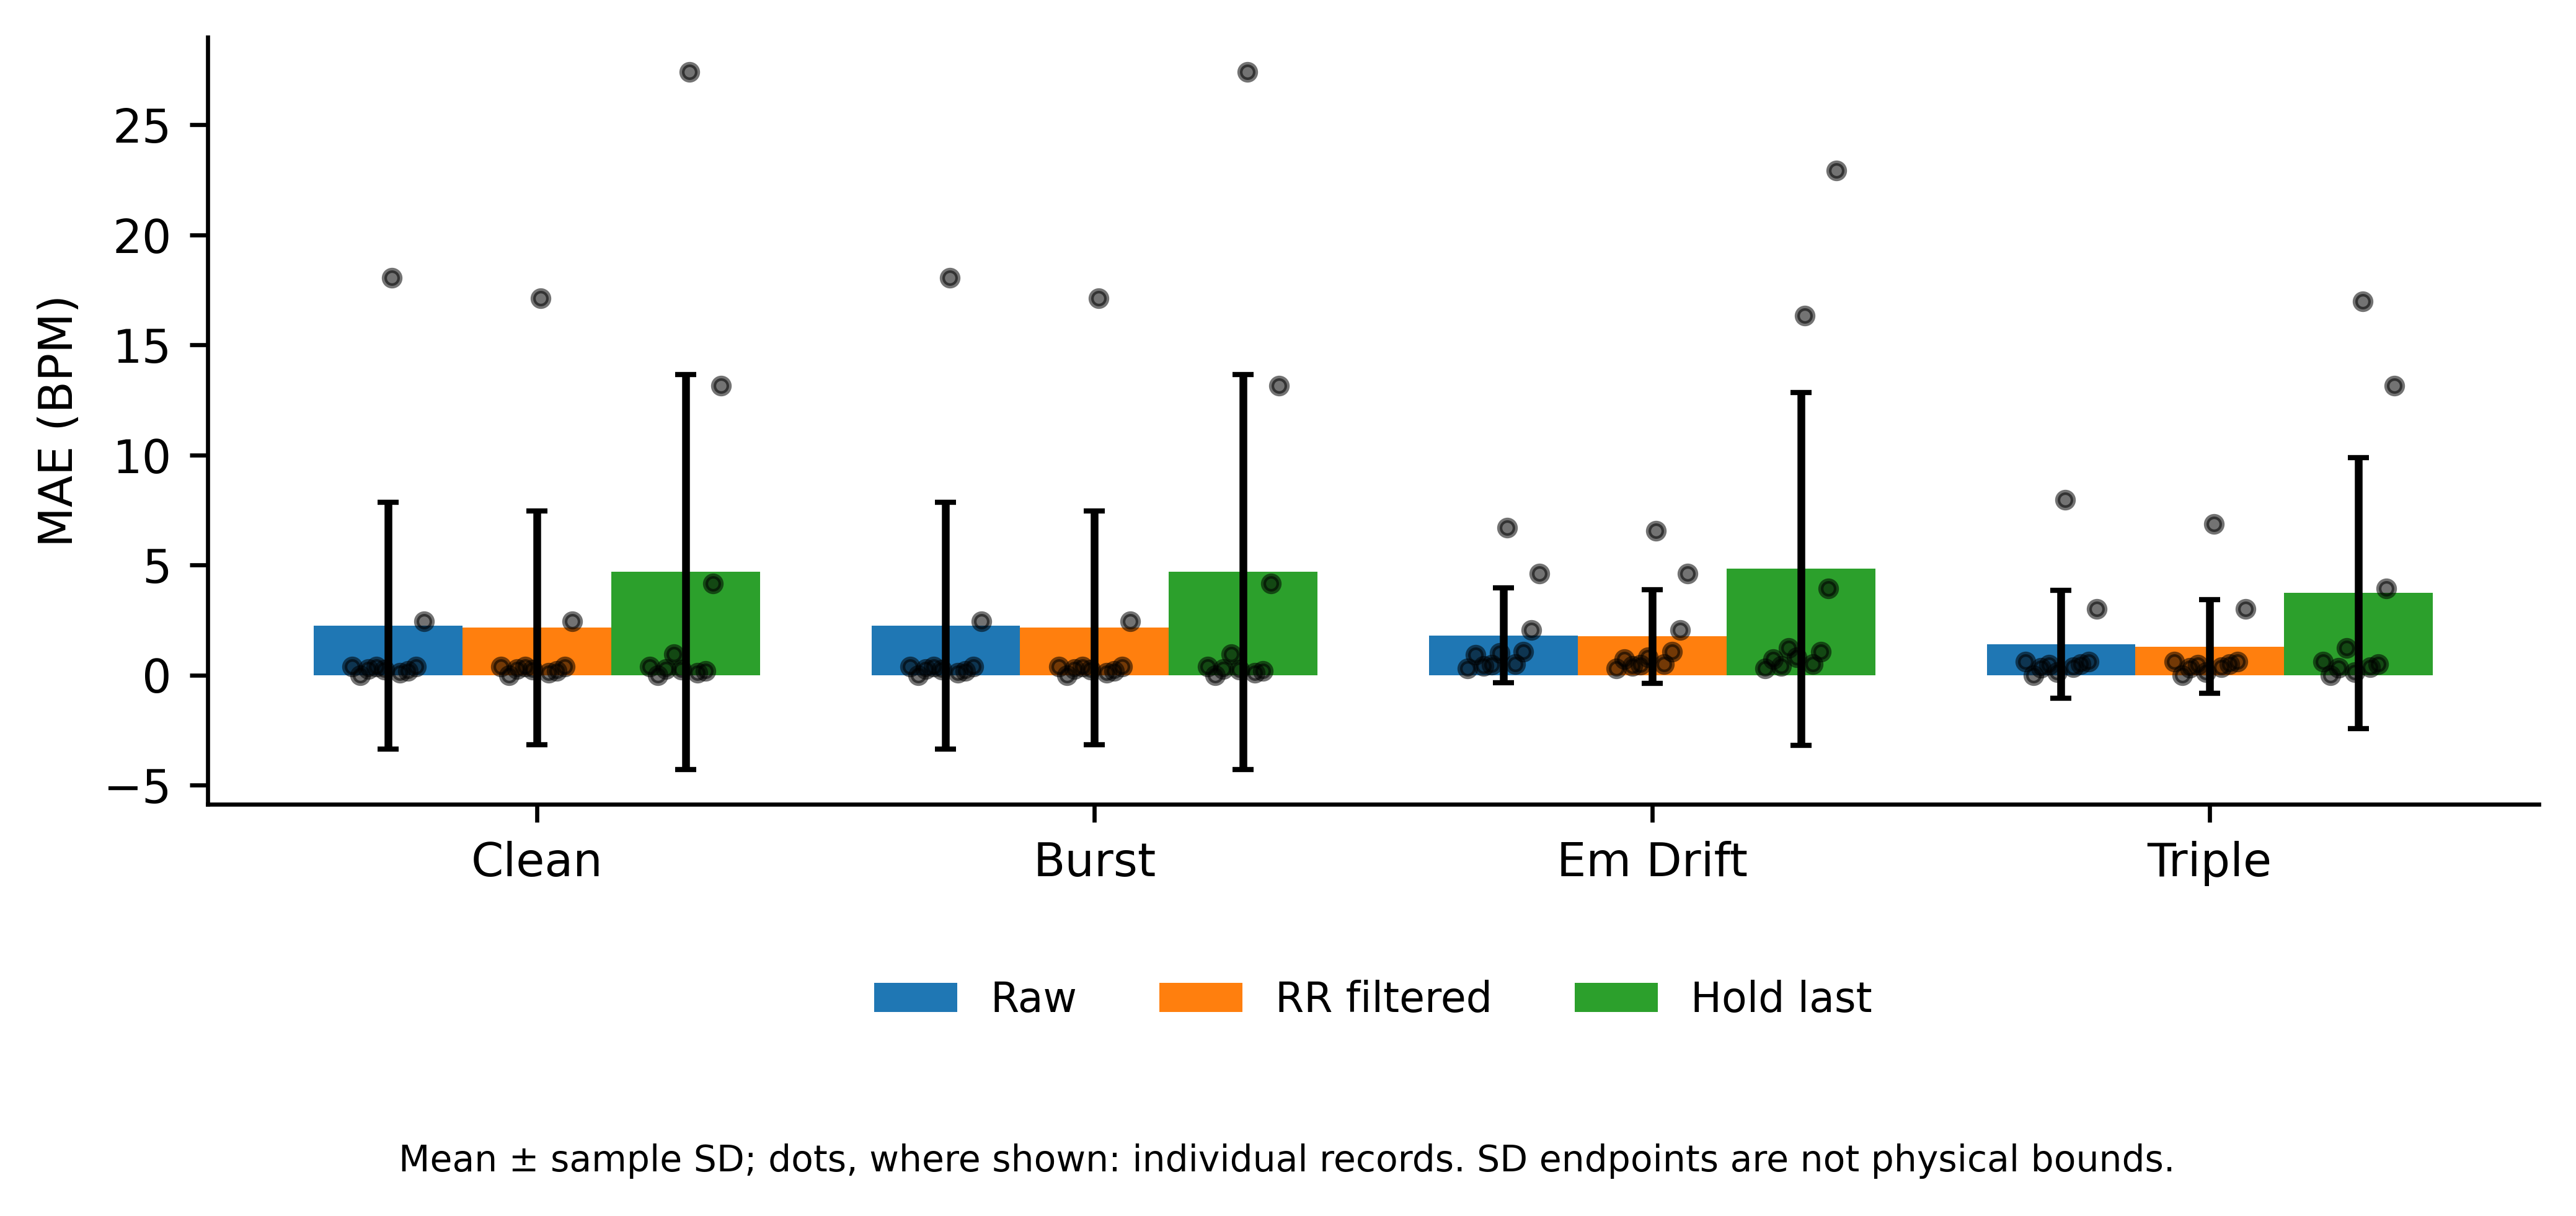 MAE (BPM)
25
20
15
10
5
0
−5
Clean Burst Em Drift Triple
Raw RR filtered Hold last
Mean ± sample SD; dots, where shown: individual records. SD endpoints are not physical bounds.